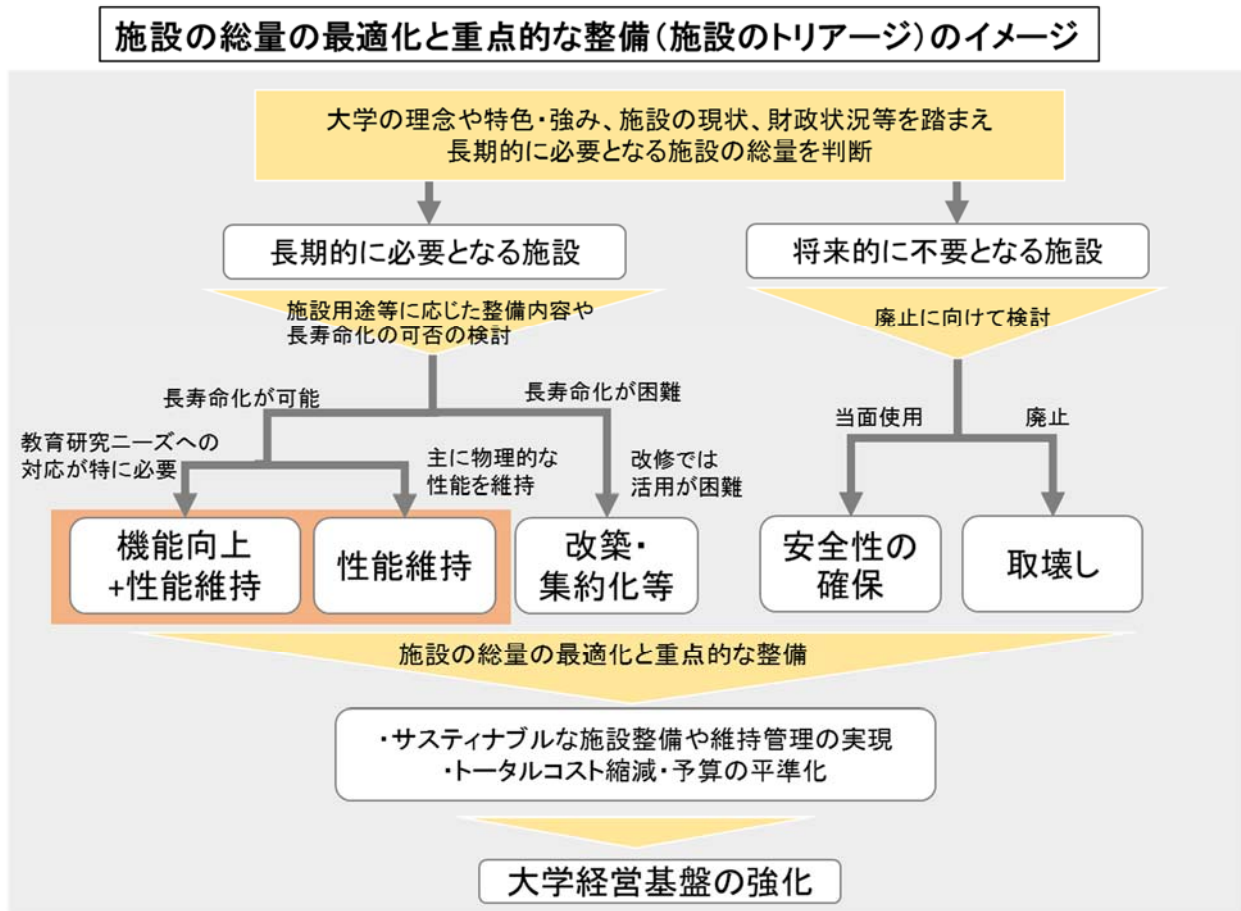 施設の総量の最適化と重点的な整備(施設のトリアージ)のイメージ
大学の理念や特色・強み、施設の現状、財政状況等を踏まえ
長期的に必要となる施設の総量を判断
長期的に必要となる施設
将来的に不要となる施設
施設用途等に応じた整備内容や
長寿命化の可否の検討
廃止に向けて検討
長寿命化が可能
長寿命化が困難
当面使用
廃止
教育研究ニーズへの
対応が特に必要
主に物理的な
性能を維持
改修では
活用が困難
機能向上
+性能維持
性能維持
改築・
集約化等
安全性の
確保
取壊し
施設の総量の最適化と重点的な整備
・サスティナブルな施設整備や維持管理の実現
・トータルコスト縮減・予算の平準化
大学経営基盤の強化